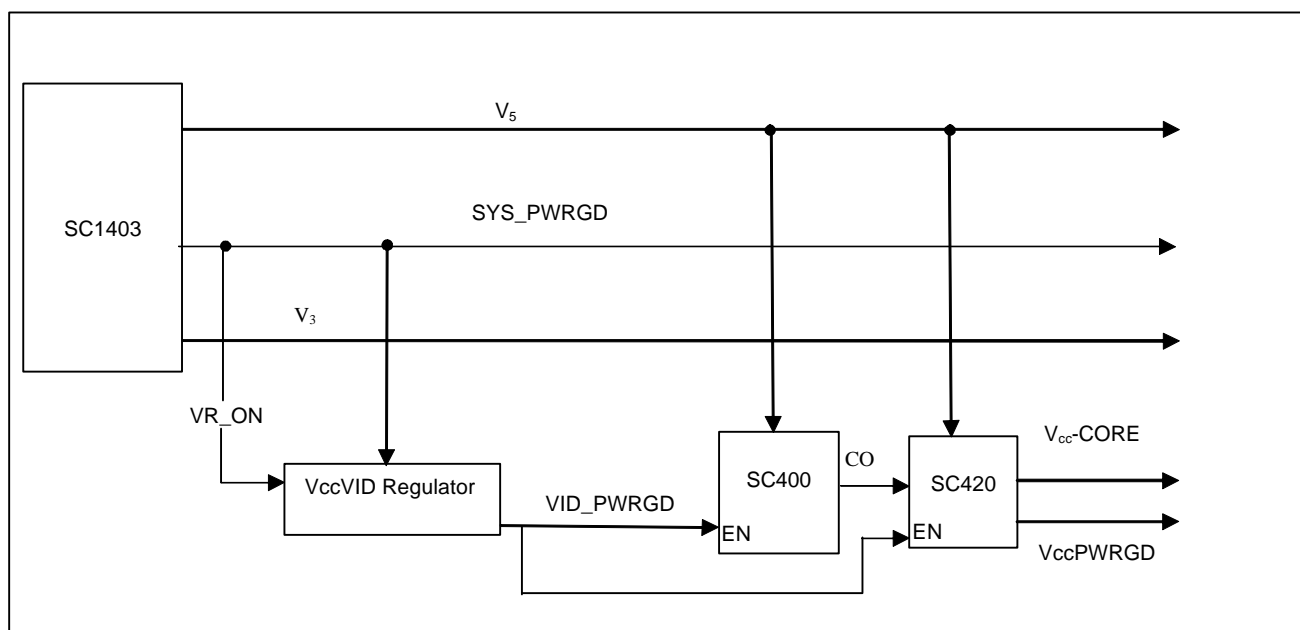 V₅
SC1403
SYS_PWRGD
V₃
VR_ON
VccVID Regulator
VID_PWRGD
SC400
EN
CO
SC420
EN
Vcc-CORE
VccPWRGD